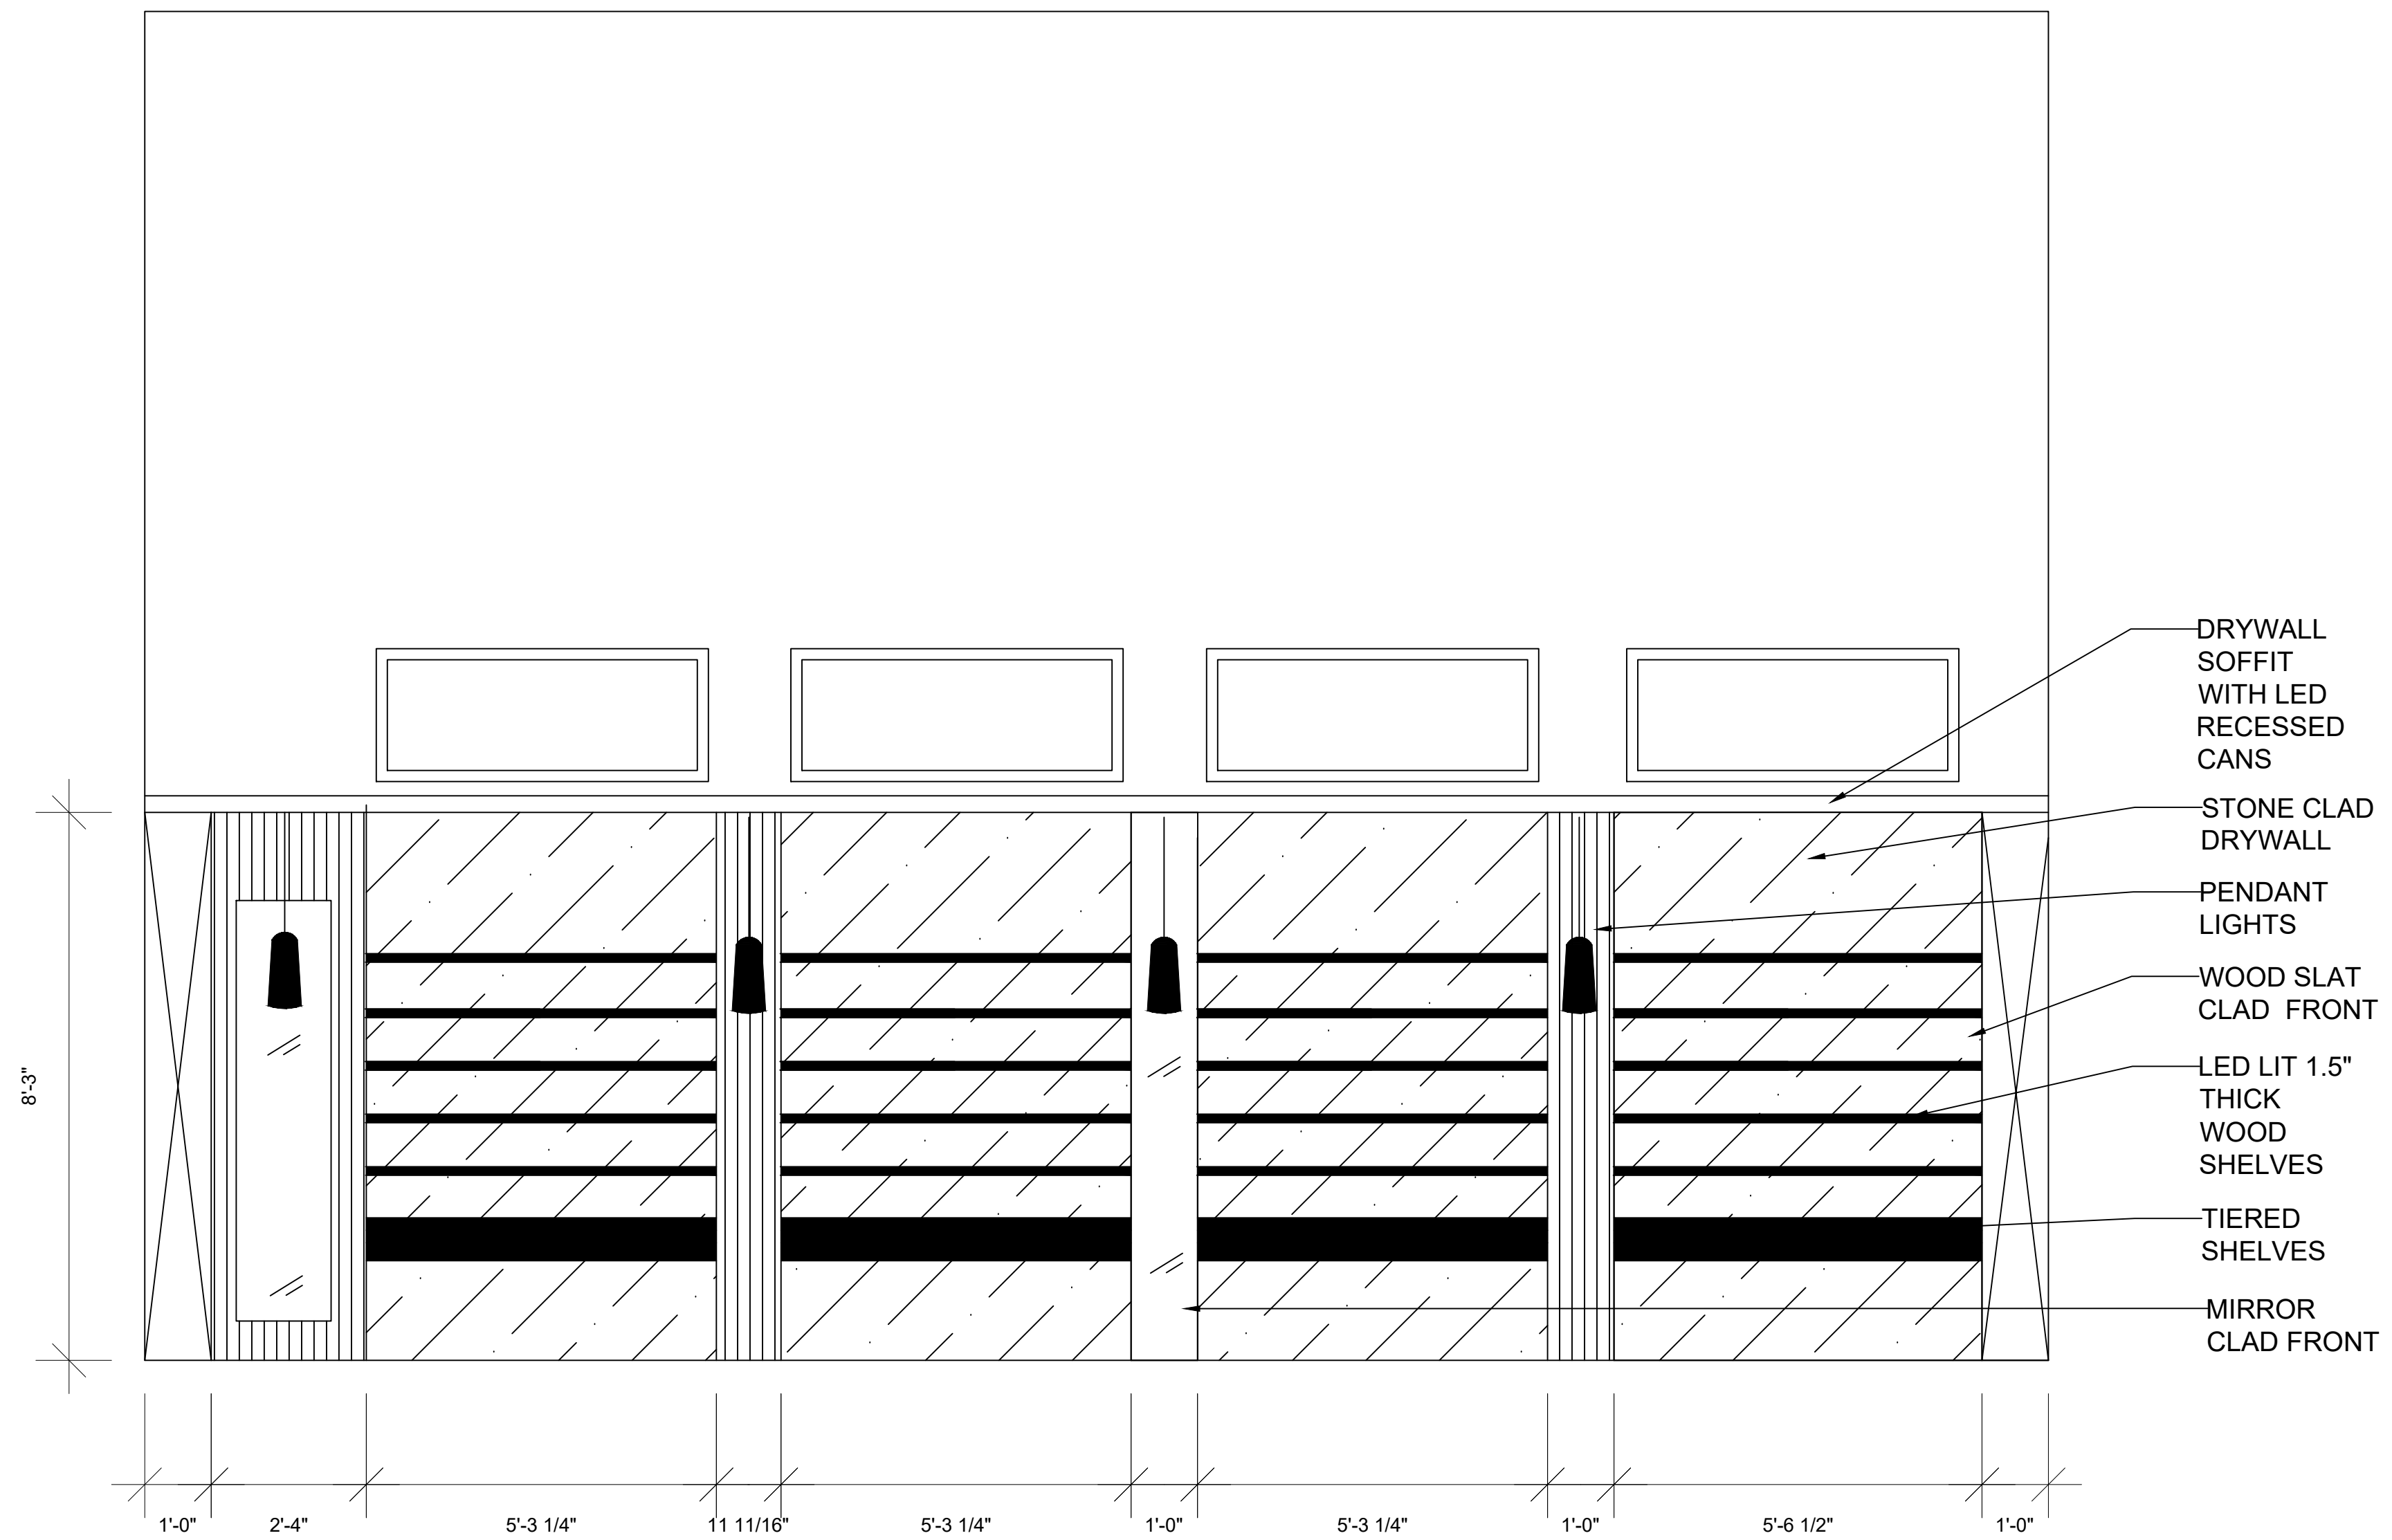 DRYWALL
SOFFIT
WITH LED
RECESSED
CANS
STONE CLAD
DRYWALL
PENDANT
LIGHTS
WOOD SLAT
CLAD  FRONT
LED LIT 1.5"
THICK
WOOD
SHELVES
TIERED
SHELVES
MIRROR
CLAD FRONT
8'-3"
1'-0"
2'-4"
5'-3 1/4"
11 11/16"
5'-3 1/4"
1'-0"
5'-3 1/4"
1'-0"
5'-6 1/2"
1'-0"